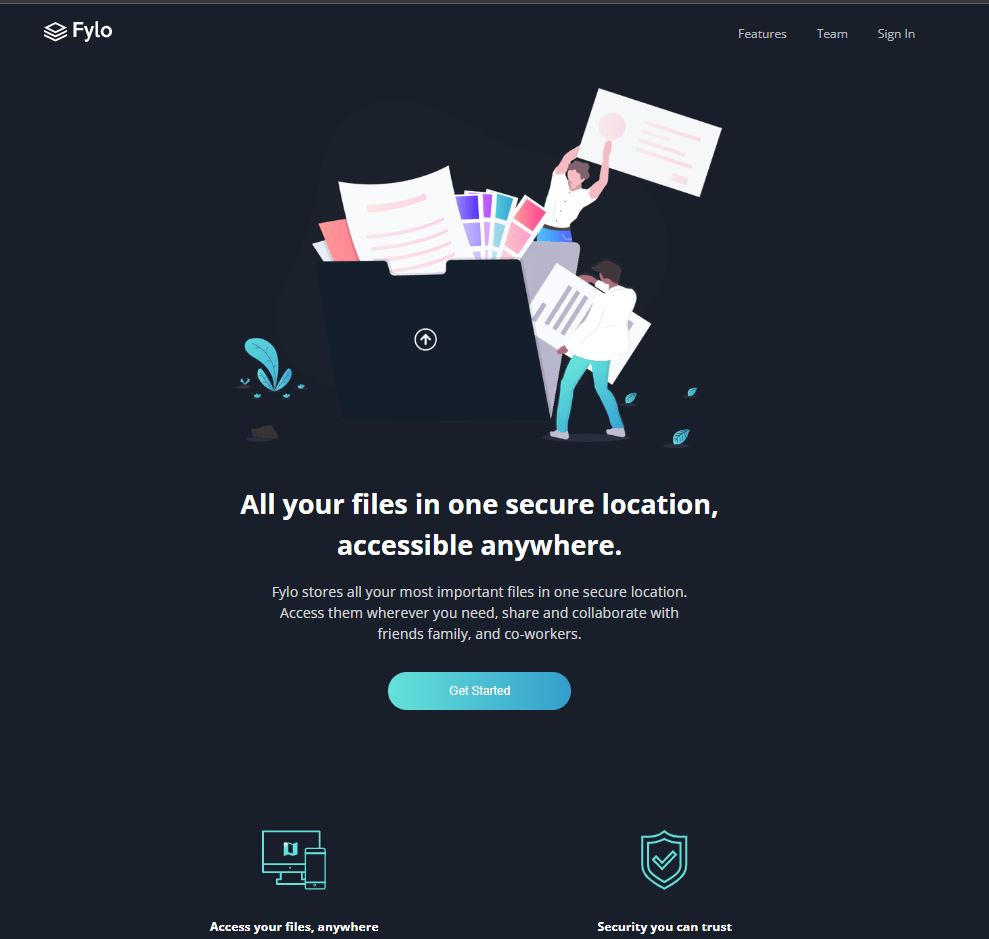 Fylo
Features
Team
Sign In
All your files in one secure location,
accessible anywhere.
Fylo stores all your most important files in one secure location.
Access them wherever you need, share and collaborate with
friends family, and co-workers.
Get Started
Access your files, anywhere
Security you can trust